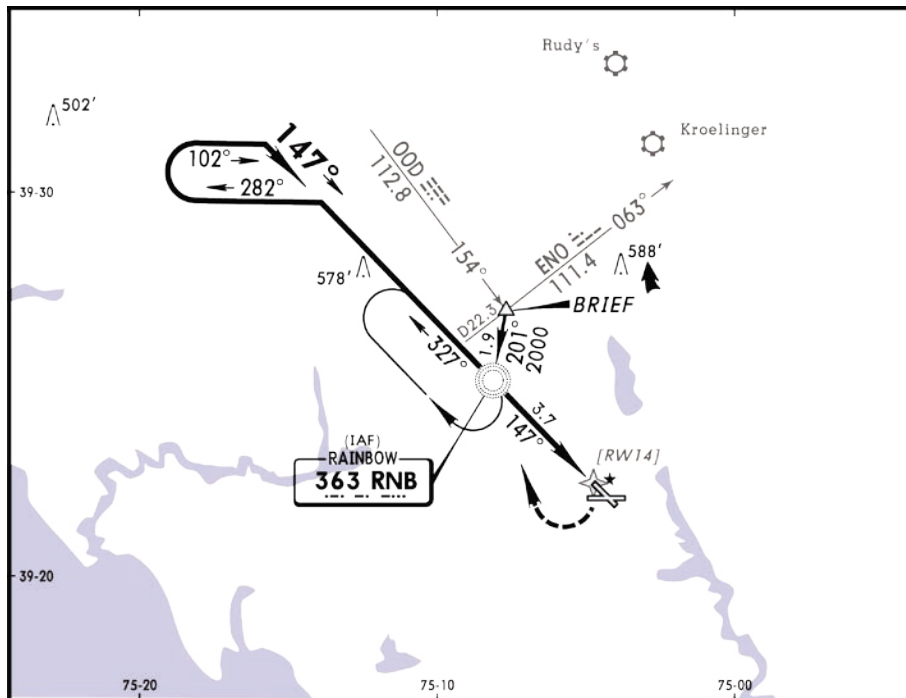 Rudy's
502'
Kroelinger
147°
102°
282°
OOD
112.8
154°
39-30
ENO
111.4
063°
588'
578'
D22.3
BRIEF
1.9
201°
2000
327°
3.7
147°
(IAF)
RAINBOW
363 RNB
[RW14]
39-20
75-20
75-10
75-00